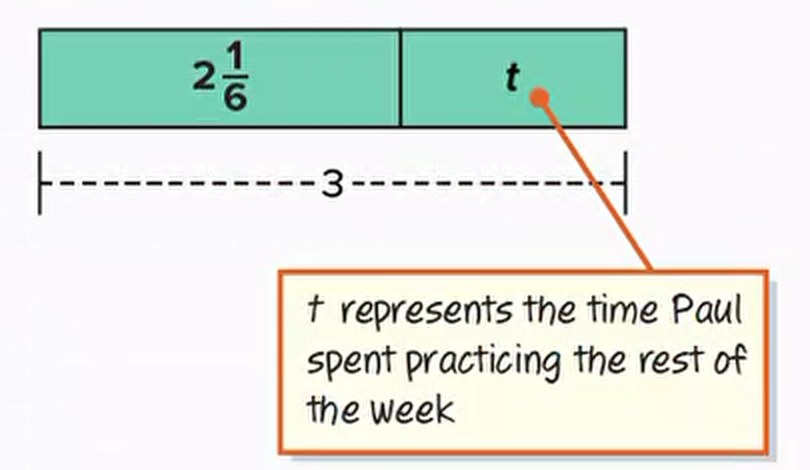 2 1/6 t
3
t represents the time Paul
spent practicing the rest of
the week